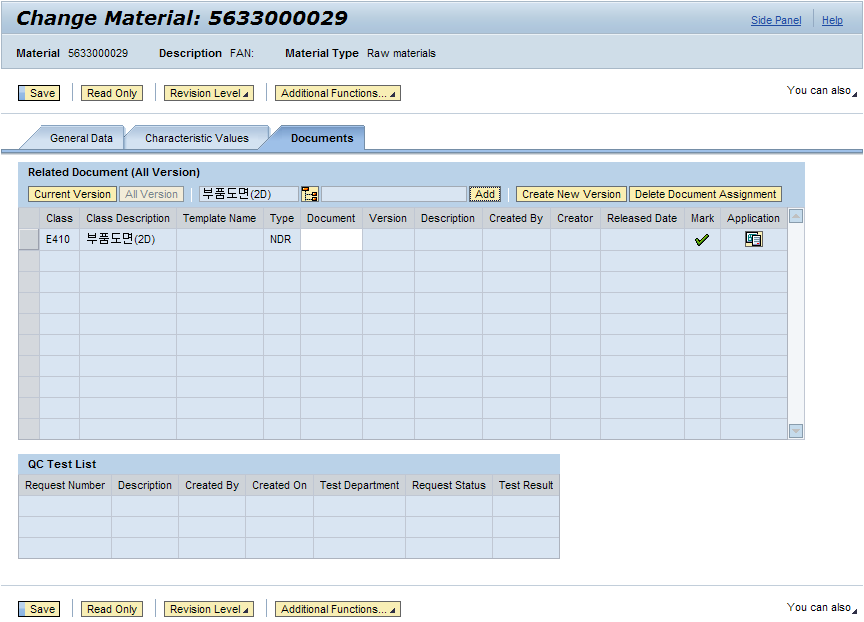 Change Material: 5633000029
Side Panel Help
Material 5633000029 Description FAN: Material Type Raw materials
Save Read Only Revision Level Additional Functions... You can also
General Data Characteristic Values Documents
Related Document (All Version)
Current Version All Version 부품도면(2D) Add Create New Version Delete Document Assignment
Class Class Description Template Name Type Document Version Description Created By Creator Released Date Mark Application
E410 부품도면(2D) NDR
QC Test List
Request Number Description Created By Created On Test Department Request Status Test Result
Save Read Only Revision Level Additional Functions... You can also